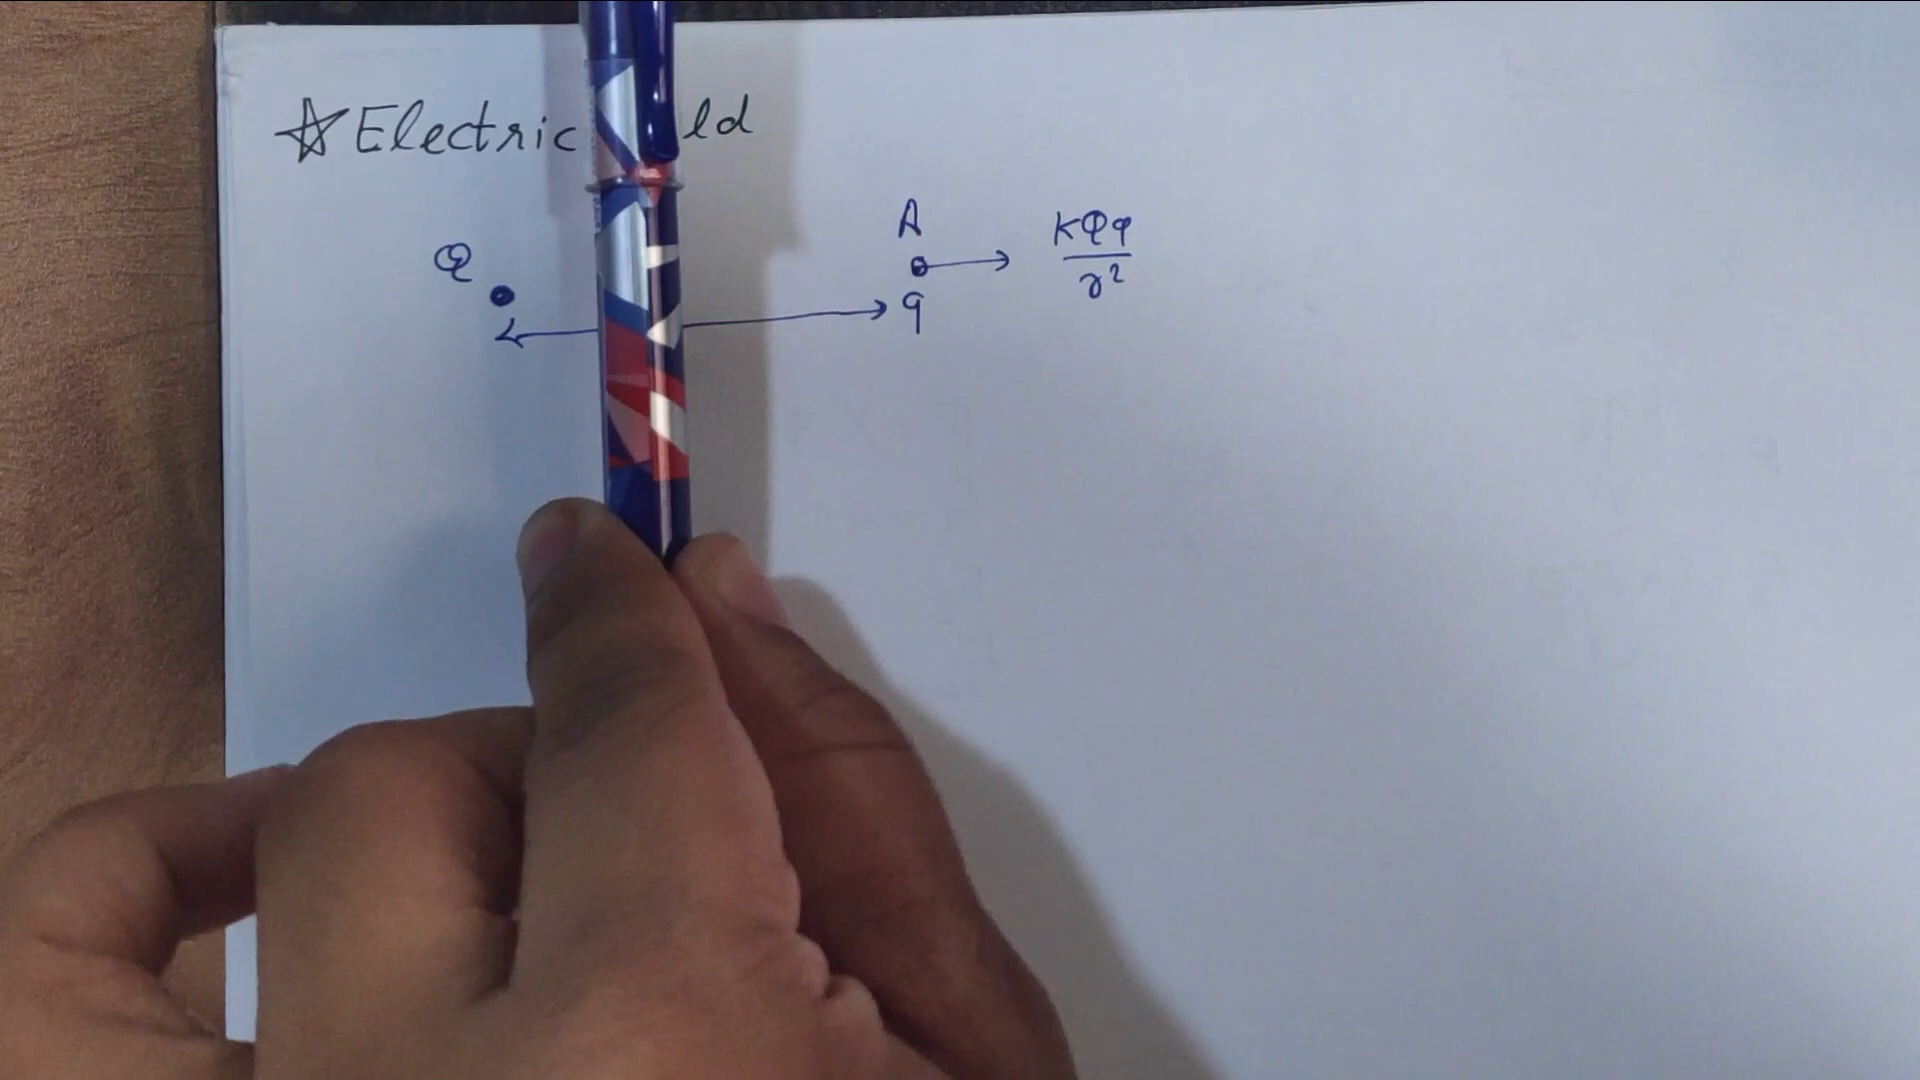 ☆ Electric ld
A
Q
q
kQq
r²